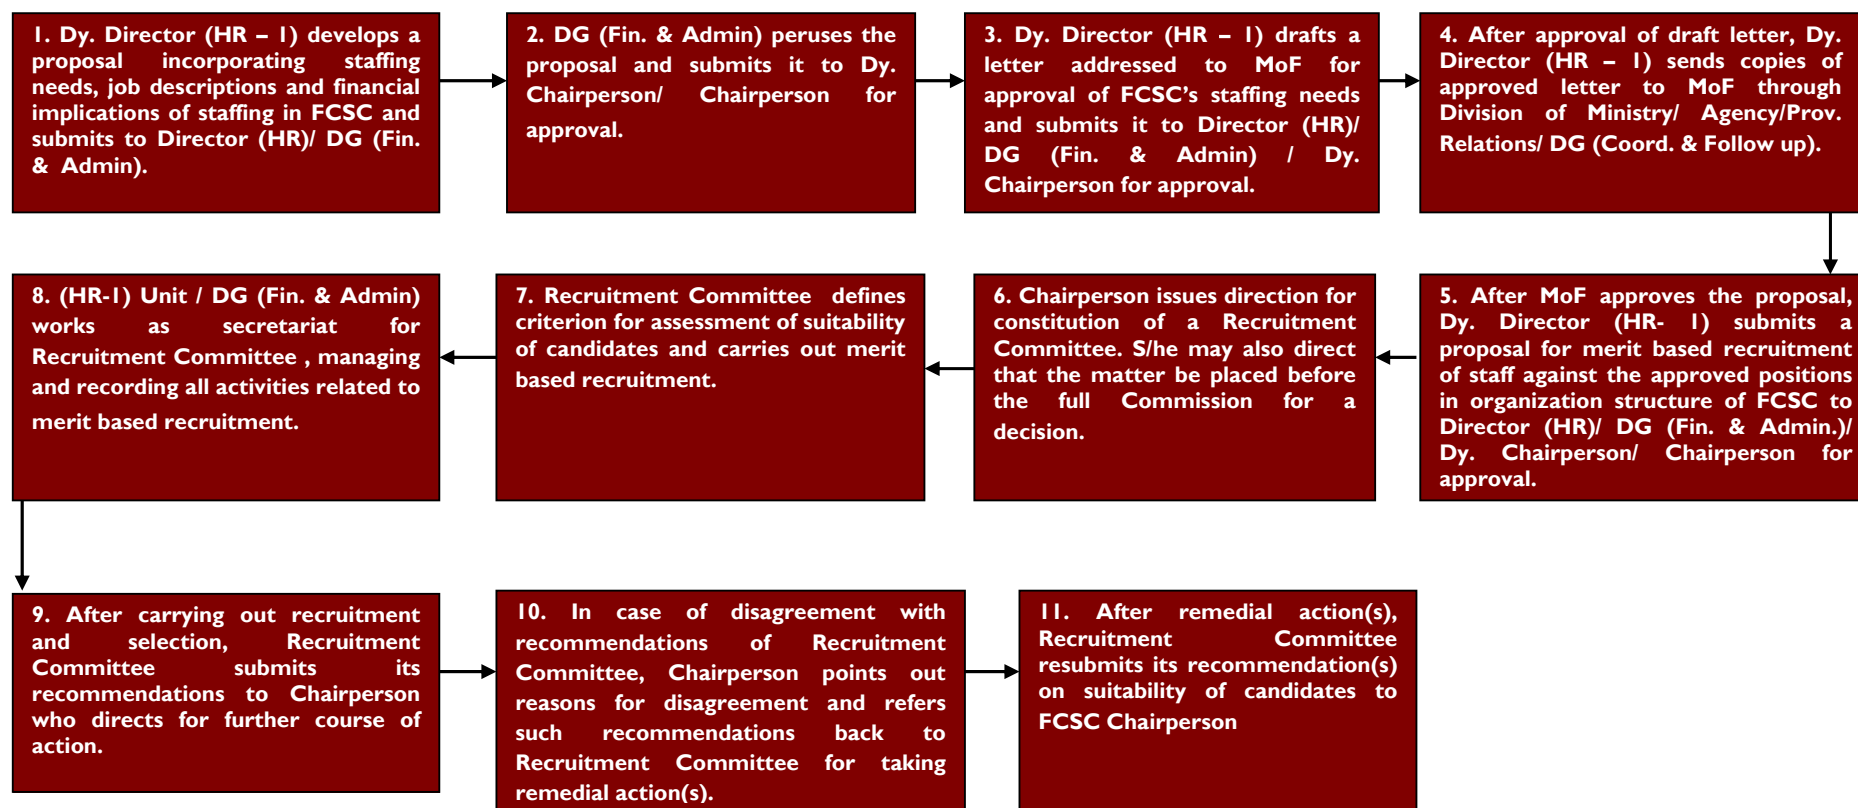 1. Dy. Director (HR – 1) develops a
proposal incorporating staffing
needs, job descriptions and financial
implications of staffing in FCSC and
submits to Director (HR)/ DG (Fin.
& Admin).
2. DG (Fin. & Admin) peruses the
proposal and submits it to Dy.
Chairperson/ Chairperson for
approval.
3. Dy. Director (HR – 1) drafts a
letter addressed to MoF for
approval of FCSC's staffing needs
and submits it to Director (HR)/
DG (Fin. & Admin) / Dy.
Chairperson for approval.
4. After approval of draft letter, Dy.
Director (HR – 1) sends copies of
approved letter to MoF through
Division of Ministry/ Agency/Prov.
Relations/ DG (Coord. & Follow up).
5. After MoF approves the proposal,
Dy. Director (HR- 1) submits a
proposal for merit based recruitment
of staff against the approved positions
in organization structure of FCSC to
Director (HR)/ DG (Fin. & Admin.)/
Dy. Chairperson/ Chairperson for
approval.
6. Chairperson issues direction for
constitution of a Recruitment
Committee. S/he may also direct
that the matter be placed before
the full Commission for a
decision.
7. Recruitment Committee defines
criterion for assessment of suitability
of candidates and carries out merit
based recruitment.
8. (HR-1) Unit / DG (Fin. & Admin)
works as secretariat for
Recruitment Committee , managing
and recording all activities related to
merit based recruitment.
9. After carrying out recruitment
and selection, Recruitment
Committee submits its
recommendations to Chairperson
who directs for further course of
action.
10. In case of disagreement with
recommendations of Recruitment
Committee, Chairperson points out
reasons for disagreement and refers
such recommendations back to
Recruitment Committee for taking
remedial action(s).
11. After remedial action(s),
Recruitment Committee
resubmits its recommendation(s)
on suitability of candidates to
FCSC Chairperson